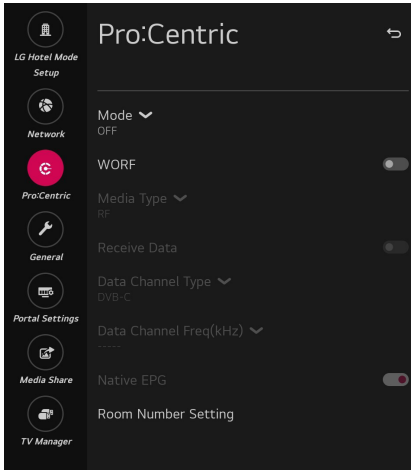 LG Hotel Mode
Setup
Network
Pro:Centric
General
Portal Settings
Media Share
TV Manager
Pro:Centric
Mode
OFF
WORF
Media Type
RF
Receive Data
Data Channel Type
DVB-C
Data Channel Freq(kHz)
-----
Native EPG
Room Number Setting